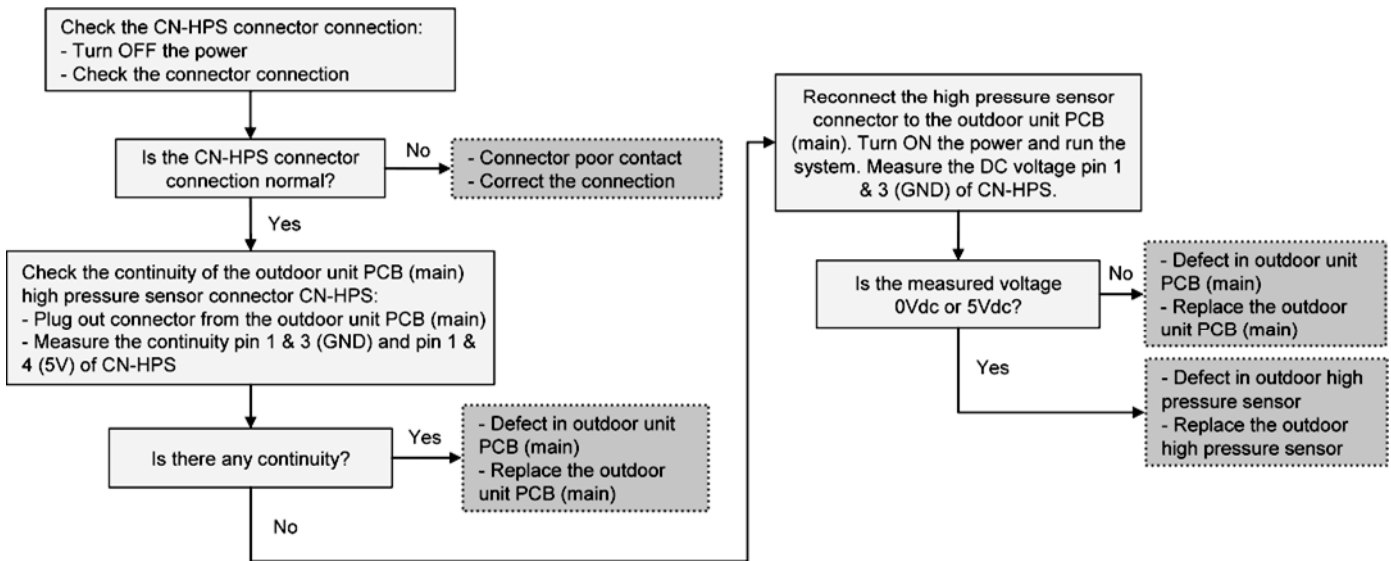 Check the CN-HPS connector connection:
- Turn OFF the power
- Check the connector connection
Is the CN-HPS connector
connection normal?
No
- Connector poor contact
- Correct the connection
Yes
Check the continuity of the outdoor unit PCB (main)
high pressure sensor connector CN-HPS:
- Plug out connector from the outdoor unit PCB (main)
- Measure the continuity pin 1 & 3 (GND) and pin 1 &
4 (5V) of CN-HPS
Is there any continuity?
Yes
- Defect in outdoor unit
PCB (main)
- Replace the outdoor
unit PCB (main)
No
Reconnect the high pressure sensor
connector to the outdoor unit PCB
(main). Turn ON the power and run the
system. Measure the DC voltage pin 1
& 3 (GND) of CN-HPS.
Is the measured voltage
0Vdc or 5Vdc?
No
- Defect in outdoor unit
PCB (main)
- Replace the outdoor
unit PCB (main)
Yes
- Defect in outdoor high
pressure sensor
- Replace the outdoor
high pressure sensor